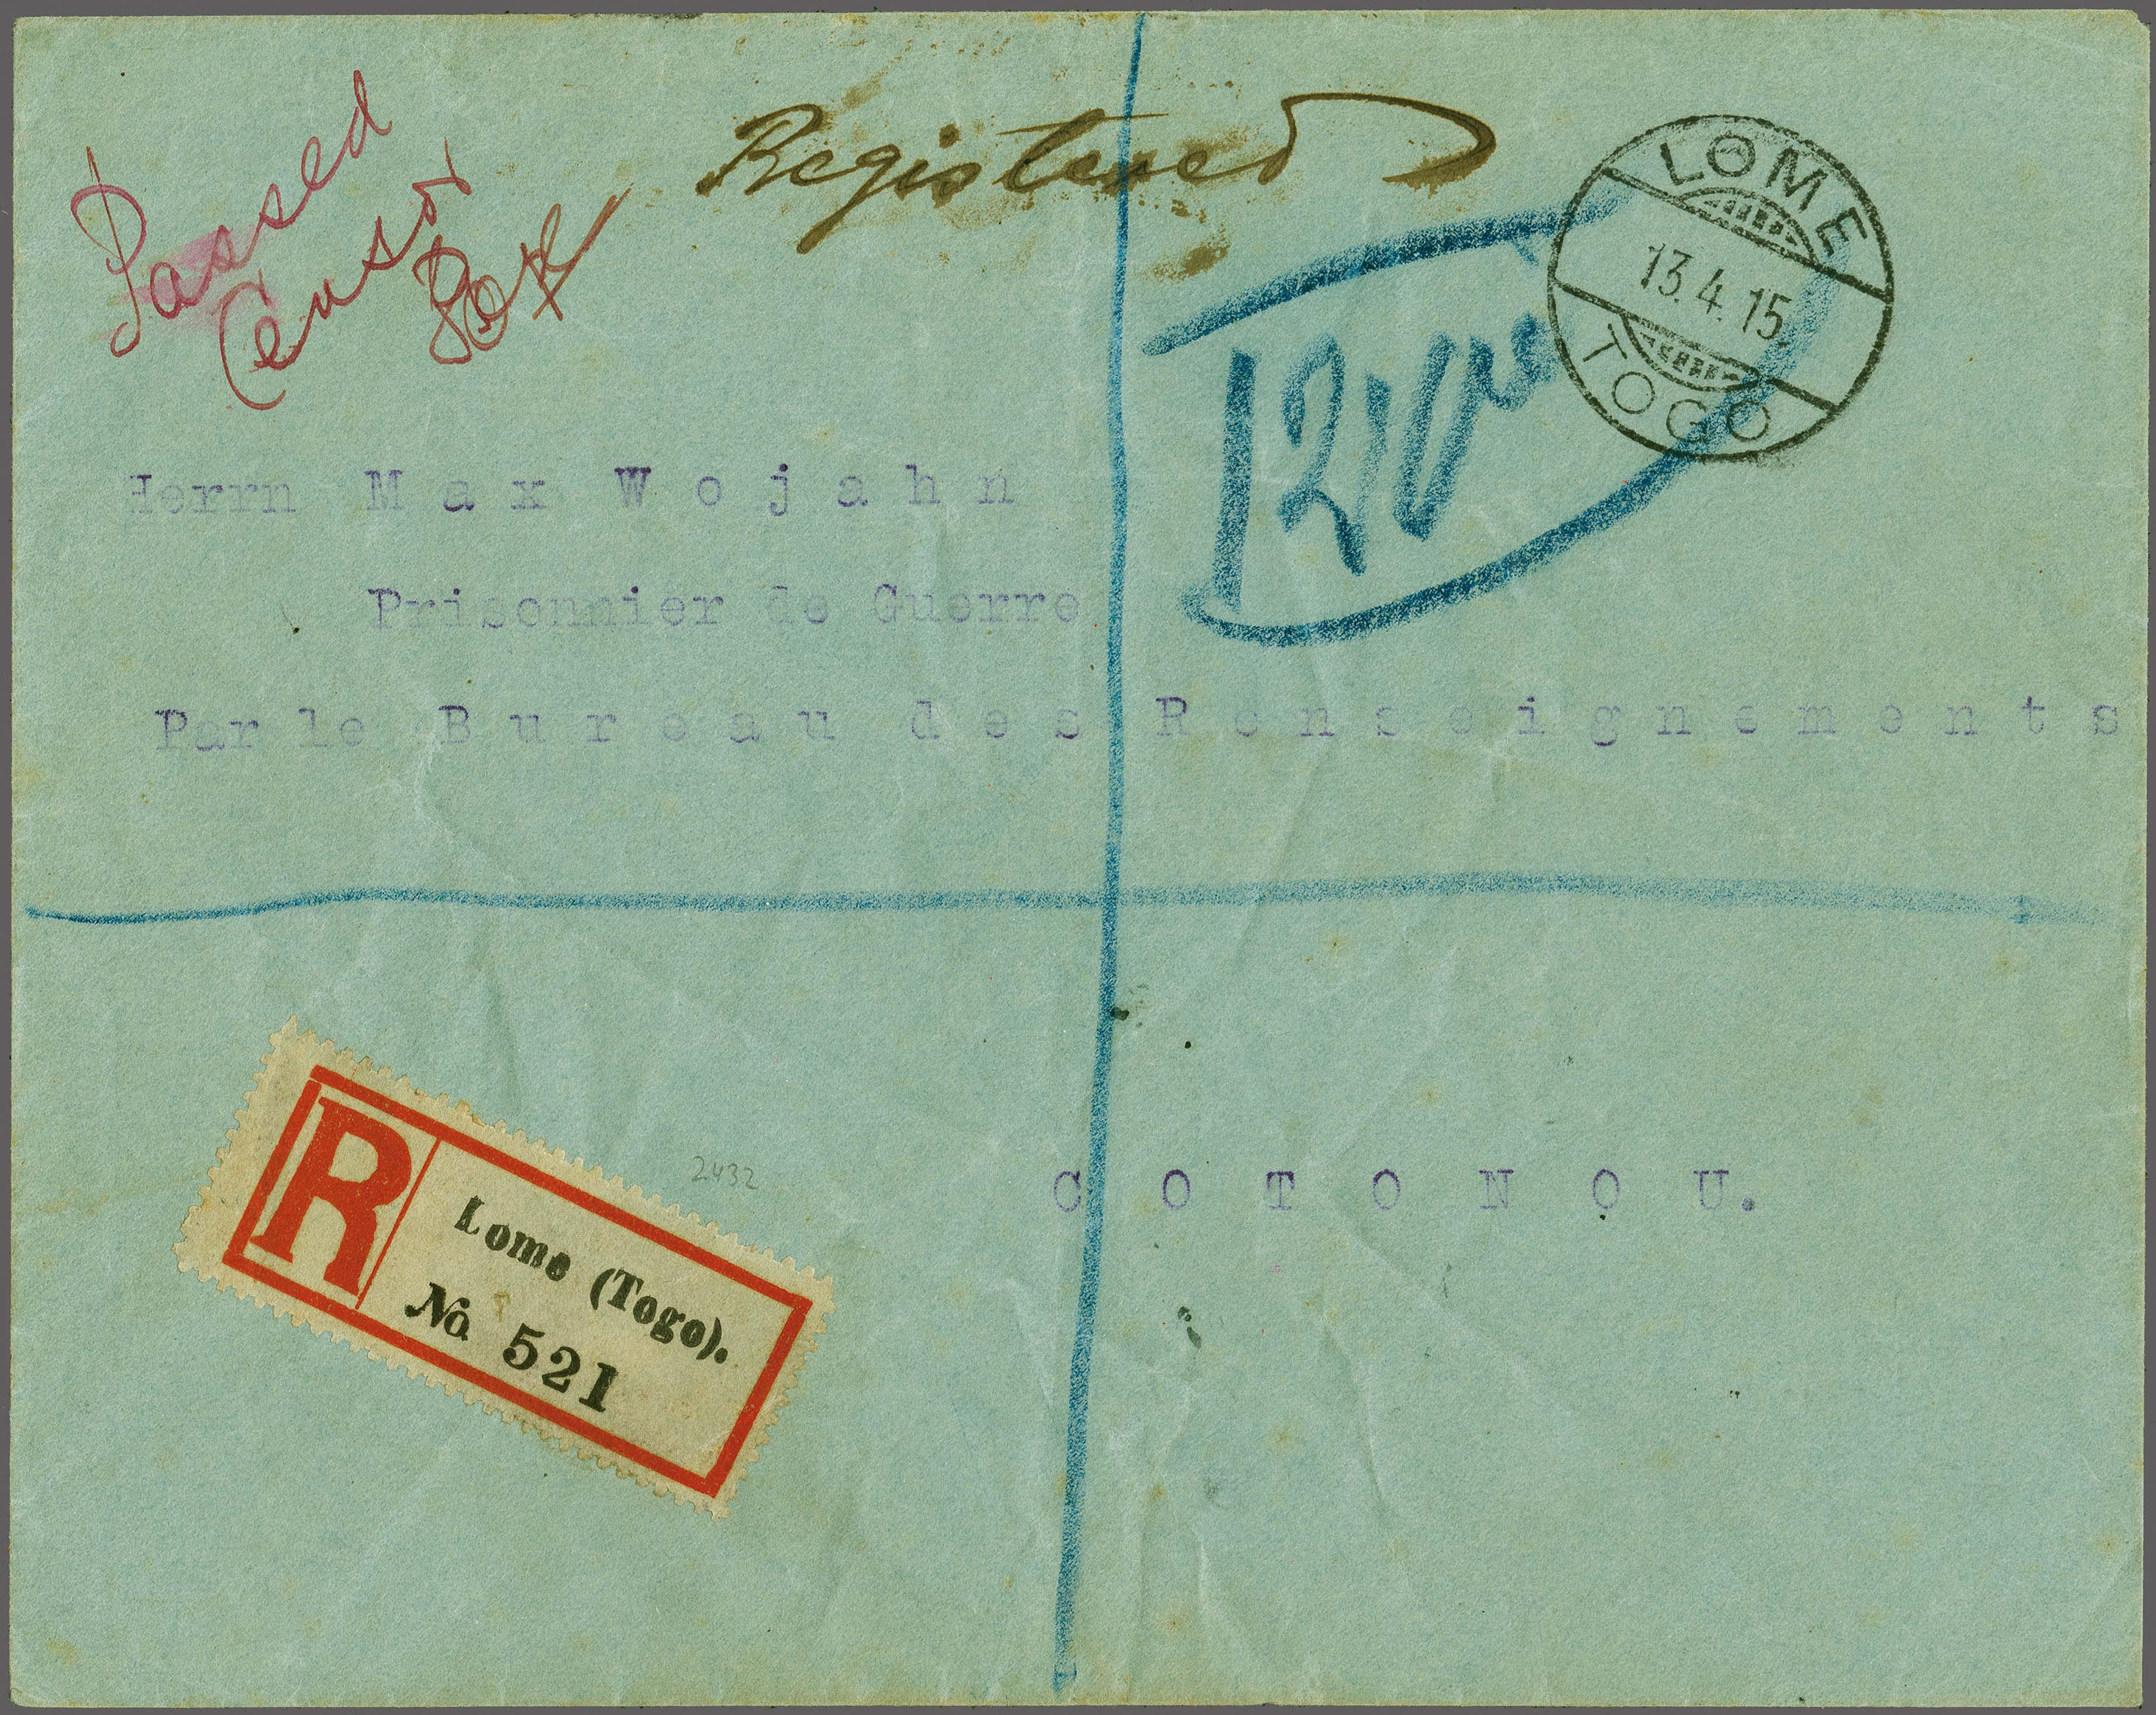 Passed
Censor
Registered
LOME
13.4.15.
TOGO
Herrn Max Wojahn
Prisonnier de Guerre
Par le Bureau des Renseignements
COTONOU.
2432
R
Lome (Togo).
No. 521